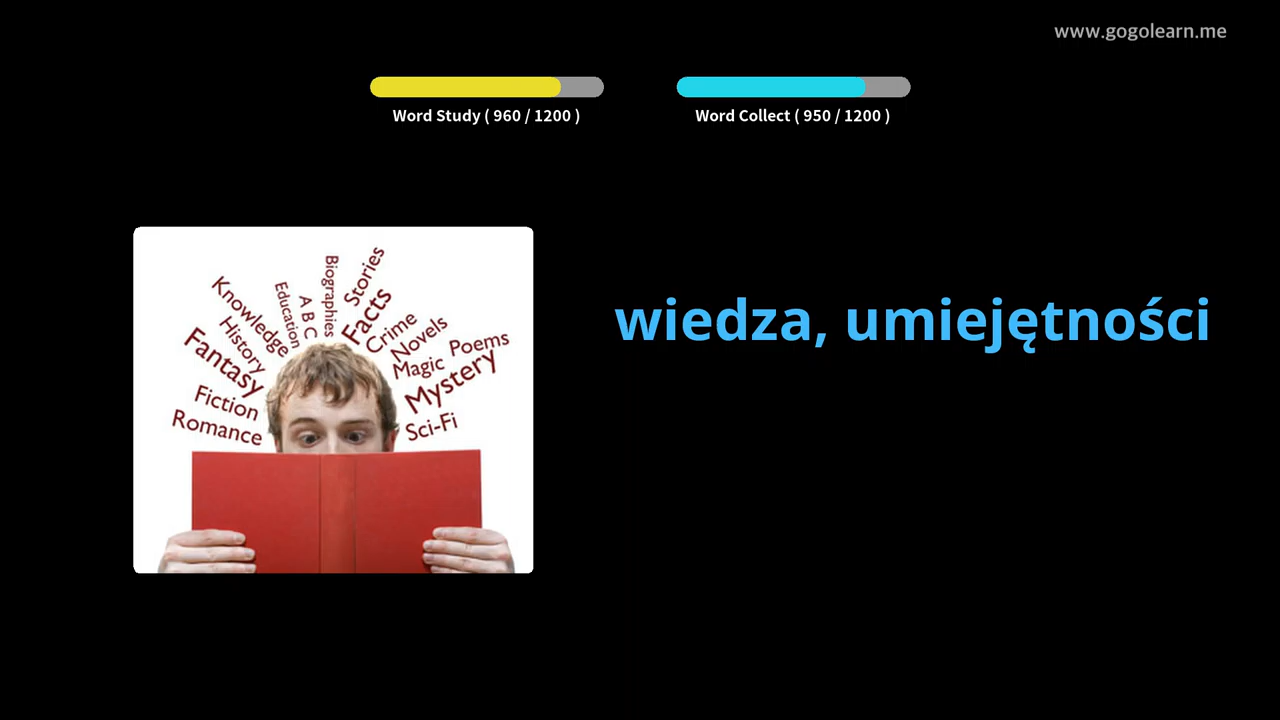 www.gogolearn.me
Word Study ( 960 / 1200 )
Word Collect ( 950 / 1200 )
wiedza, umiejętności
Romance
Fiction
Fantasy
History
Knowledge
Education
A B C
Biographies
Stories
Facts
Crime
Novels
Magic
Poems
Mystery
Sci-Fi